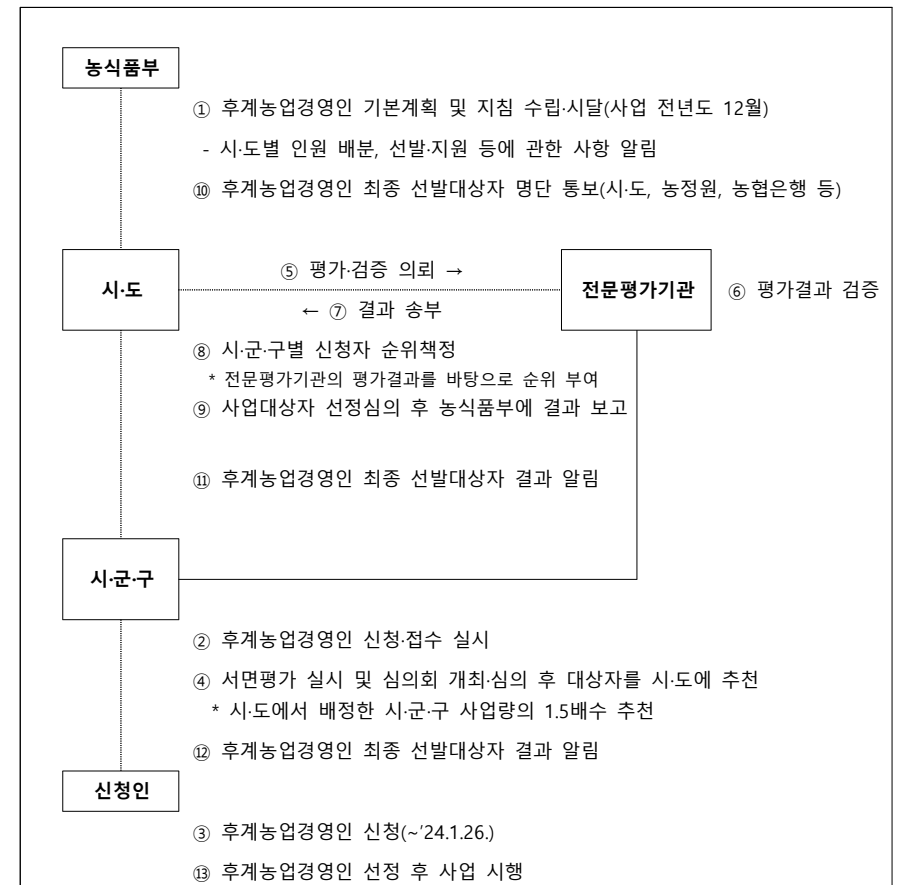 농식품부
① 후계농업경영인 기본계획 및 지침 수립·시달(사업 전년도 12월)
- 시·도별 인원 배분, 선발·지원 등에 관한 사항 알림
⑩ 후계농업경영인 최종 선발대상자 명단 통보(시·도, 농정원, 농협은행 등)
시·도
⑤ 평가·검증 의뢰 →
← ⑦ 결과 송부
전문평가기관
⑥ 평가결과 검증
⑧ 시·군·구별 신청자 순위책정
* 전문평가기관의 평가결과를 바탕으로 순위 부여
⑨ 사업대상자 선정심의 후 농식품부에 결과 보고
⑪ 후계농업경영인 최종 선발대상자 결과 알림
시·군·구
② 후계농업경영인 신청·접수 실시
④ 서면평가 실시 및 심의회 개최·심의 후 대상자를 시·도에 추천
* 시·도에서 배정한 시·군·구 사업량의 1.5배수 추천
⑫ 후계농업경영인 최종 선발대상자 결과 알림
신청인
③ 후계농업경영인 신청(~'24.1.26.)
⑬ 후계농업경영인 선정 후 사업 시행